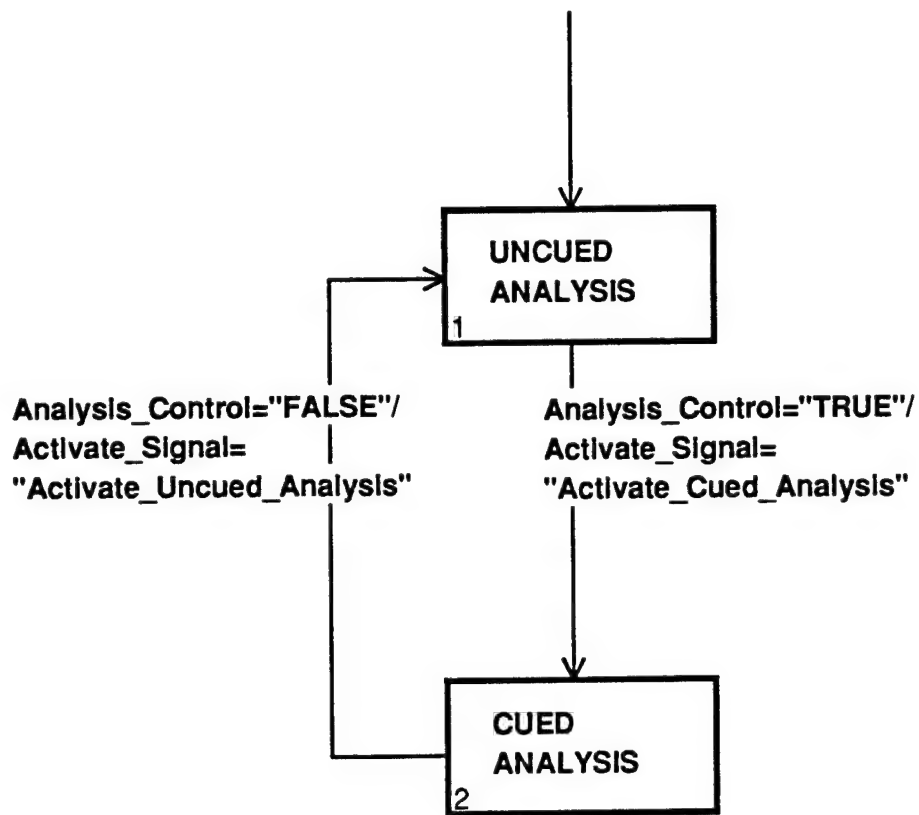 UNCUED
ANALYSIS
1
Analysis_Control="FALSE"/
Activate_Signal=
"Activate_Uncued_Analysis"
Analysis_Control="TRUE"/
Activate_Signal=
"Activate_Cued_Analysis"
CUED
ANALYSIS
2